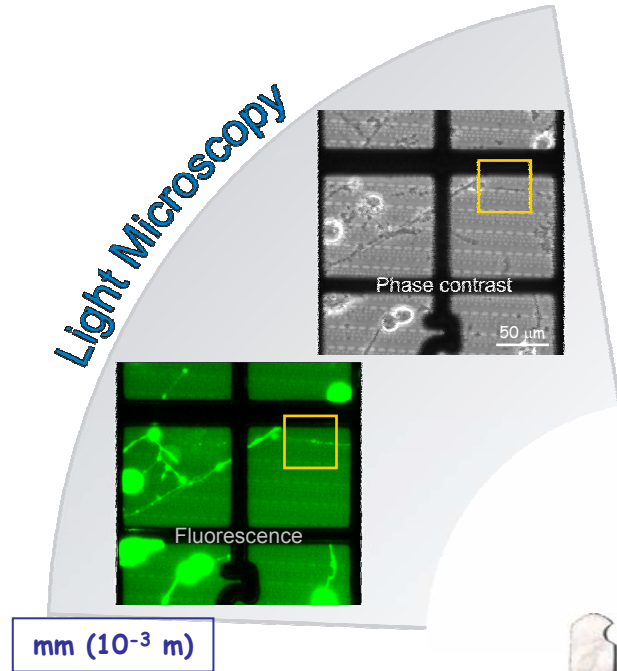 Light Microscopy
Phase contrast
50 μm
Fluorescence
mm (10⁻³ m)